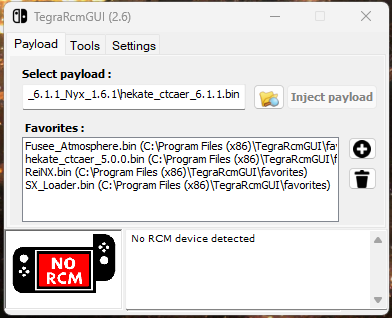 TegraRcmGUI (2.6)
Payload Tools Settings
Select payload :
_6.1.1_Nyx_1.6.1\hekate_ctcaer_6.1.1.bin
Inject payload
Favorites :
Fusee_Atmosphere.bin (C:\Program Files (x86)\TegraRcmGUI\fav
hekate_ctcaer_5.0.0.bin (C:\Program Files (x86)\TegraRcmGUI\f
ReiNX.bin (C:\Program Files (x86)\TegraRcmGUI\favorites)
SX_Loader.bin (C:\Program Files (x86)\TegraRcmGUI\favorites)
NO
RCM
No RCM device detected